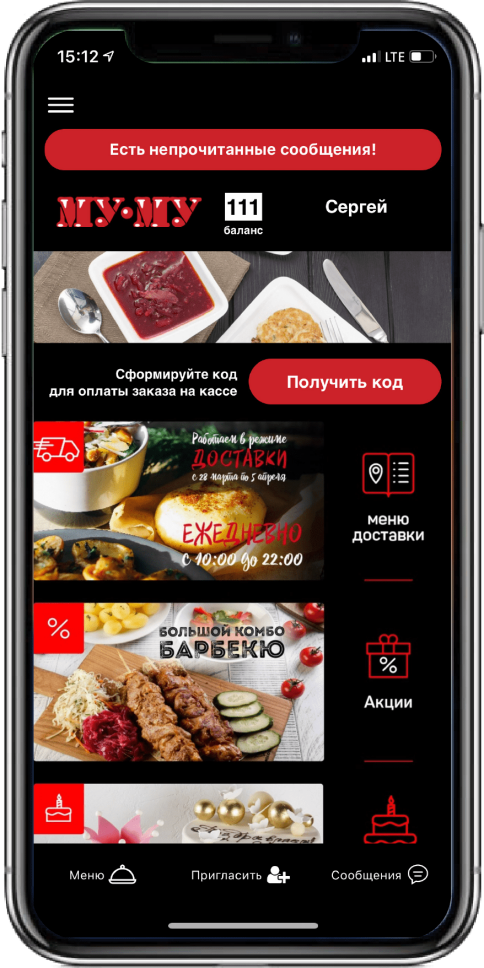 15:12
LTE
Есть непрочитанные сообщения!
МУ•МУ
111
баланс
Сергей
Сформируйте код
для оплаты заказа на кассе
Получить код
Работаем в режиме
ДОСТАВКИ
с 28 марта по 5 апреля
ЕЖЕДНЕВНО
с 10:00 до 22:00
меню
доставки
%
БОЛЬШОЙ КОМБО
БАРБЕКЮ
%
Акции
Меню
Пригласить
Сообщения